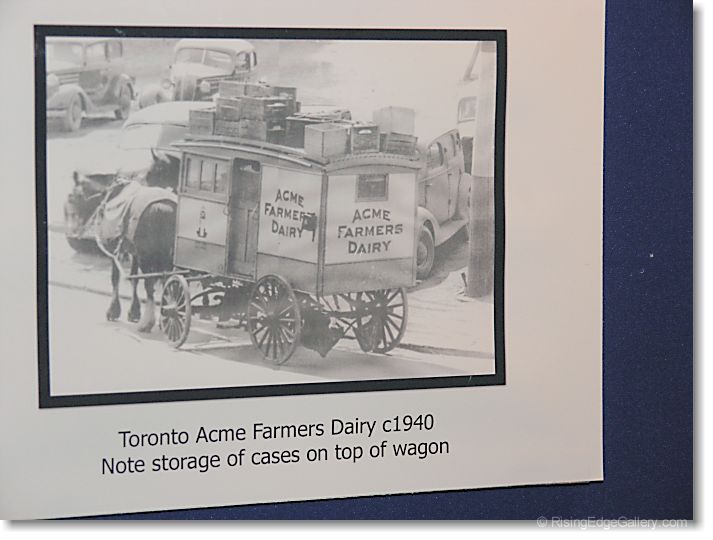 ACME
FARMERS
DAIRY
ACME
FARMERS
DAIRY
Toronto Acme Farmers Dairy c1940
Note storage of cases on top of wagon
© RisingEdgeGallery.com